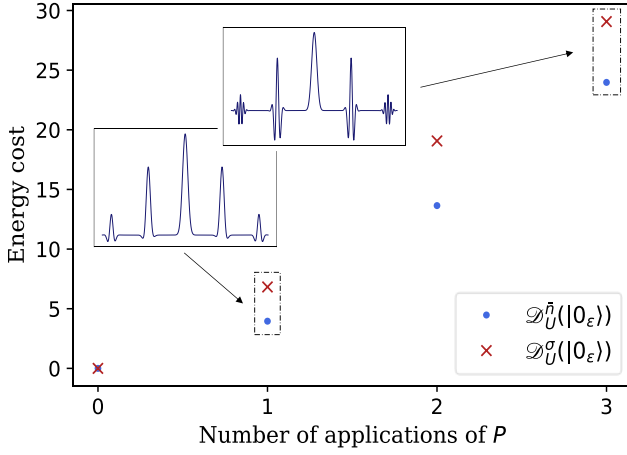 30
25
20
15
10
5
0
Energy cost
0 1 2 3
Number of applications of P
𝒟_U^n̄(|0_ε⟩)
𝒟_U^σ(|0_ε⟩)